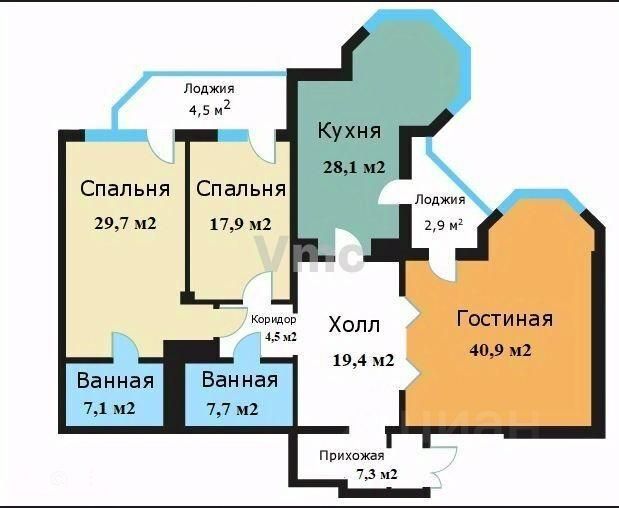 Лоджия
4,5 м2
Кухня
28,1 м2
Спальня
29,7 м2
Спальня
17,9 м2
Лоджия
2,9 м2
Vmc
Коридор
4,5 м2
Холл
19,4 м2
Гостиная
40,9 м2
Ванная
7,1 м2
Ванная
7,7 м2
циан
Прихожая
7,3 м2